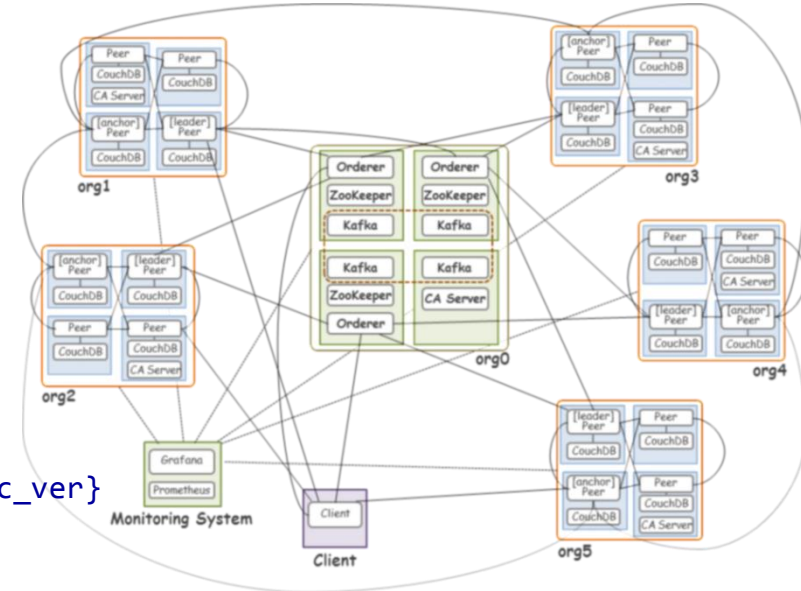 Peer
CouchDB
CA Server
Peer
CouchDB
[anchor]
Peer
CouchDB
[leader]
Peer
CouchDB
org1
[anchor]
Peer
CouchDB
[leader]
Peer
CouchDB
Peer
CouchDB
Peer
CouchDB
CA Server
org2
Orderer
ZooKeeper
Kafka
Orderer
ZooKeeper
Kafka
Kafka
ZooKeeper
Orderer
Kafka
CA Server
org0
[anchor]
Peer
CouchDB
Peer
CouchDB
[leader]
Peer
CouchDB
Peer
CouchDB
CA Server
org3
Peer
CouchDB
Peer
CouchDB
CA Server
[leader]
Peer
CouchDB
[anchor]
Peer
CouchDB
org4
[leader]
Peer
CouchDB
Peer
CouchDB
[anchor]
Peer
CouchDB
Peer
CouchDB
CA Server
org5
c_ver}
Grafana
Prometheus
Monitoring System
Client
Client